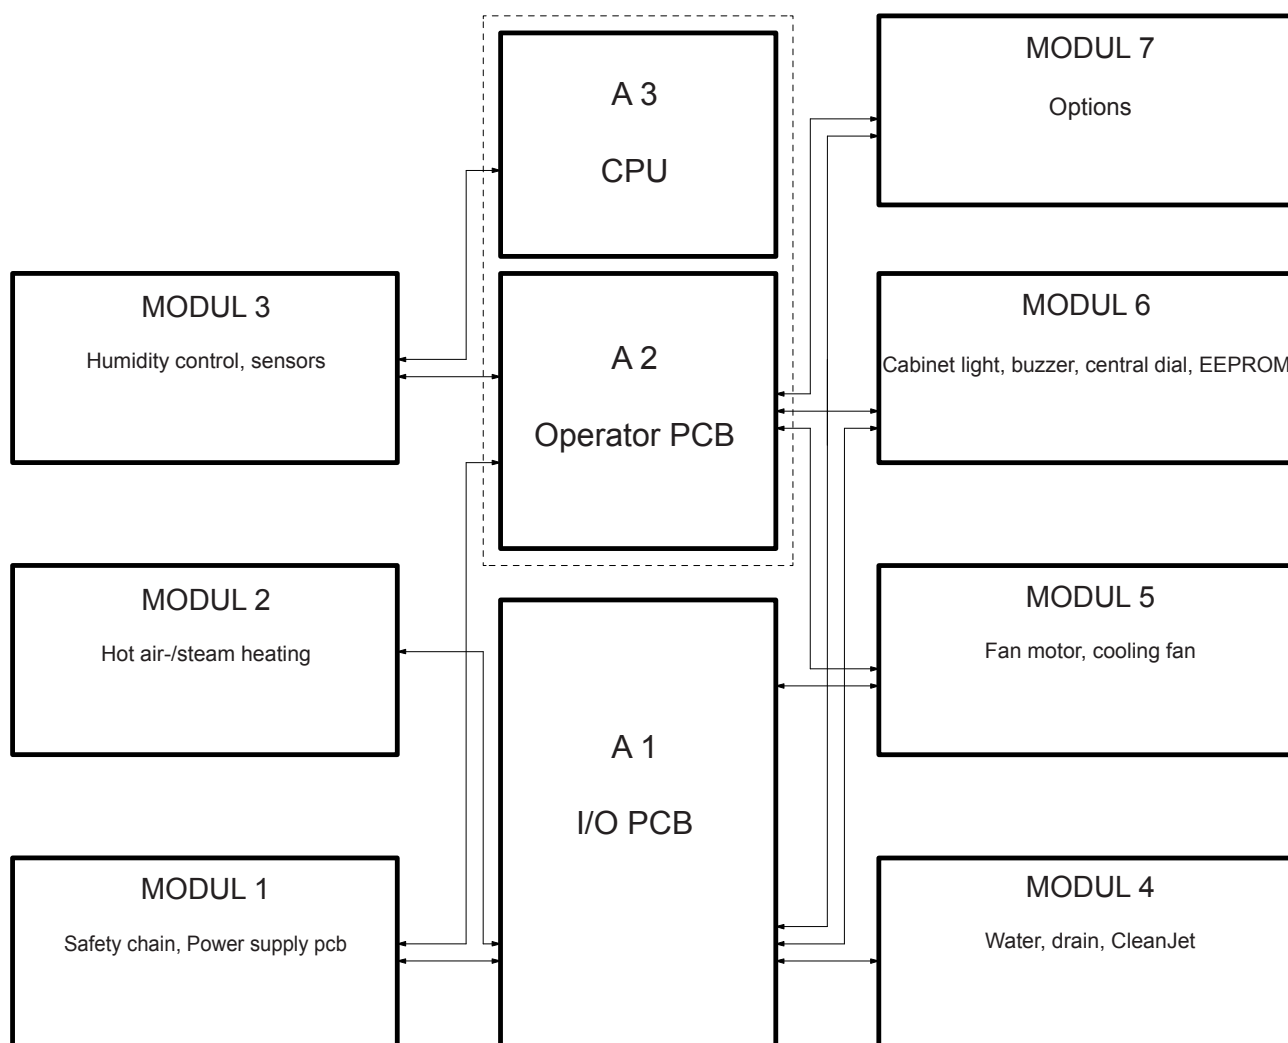 A 3
CPU
MODUL 7
Options
MODUL 3
Humidity control, sensors
A 2
Operator PCB
MODUL 6
Cabinet light, buzzer, central dial, EEPROM
MODUL 2
Hot air-/steam heating
MODUL 5
Fan motor, cooling fan
A 1
I/O PCB
MODUL 1
Safety chain, Power supply pcb
MODUL 4
Water, drain, CleanJet